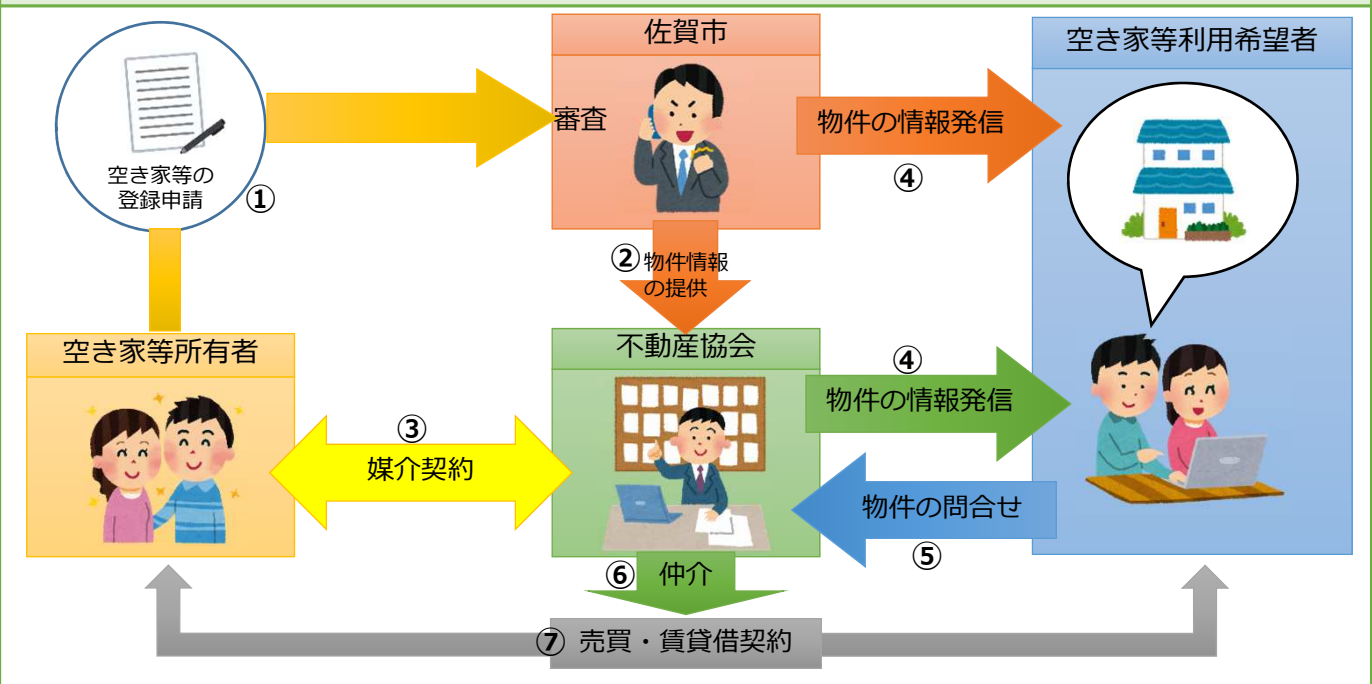 佐賀市
審査
空き家等の
登録申請
①
物件の情報発信
④
空き家等利用希望者
②物件情報
の提供
空き家等所有者
不動産協会
③
媒介契約
④
物件の情報発信
物件の問合せ
⑤
⑥ 仲介
⑦ 売買・賃貸借契約